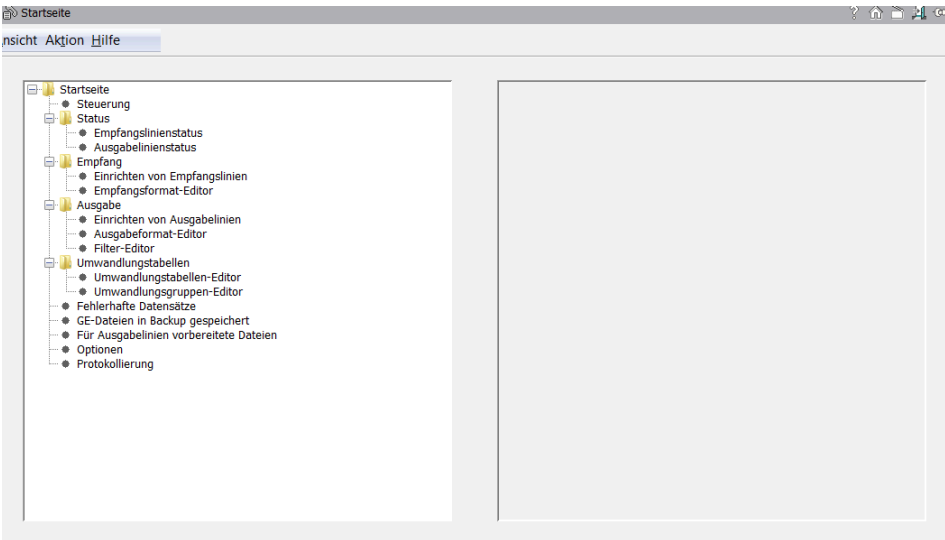 Startseite
nsicht Aktion Hilfe
Startseite
Steuerung
Status
Empfangslinienstatus
Ausgabelinienstatus
Empfang
Einrichten von Empfangslinien
Empfangsformat-Editor
Ausgabe
Einrichten von Ausgabelinien
Ausgabeformat-Editor
Filter-Editor
Umwandlungstabellen
Umwandlungstabellen-Editor
Umwandlungsgruppen-Editor
Fehlerhafte Datensätze
GE-Dateien in Backup gespeichert
Für Ausgabelinien vorbereitete Dateien
Optionen
Protokollierung